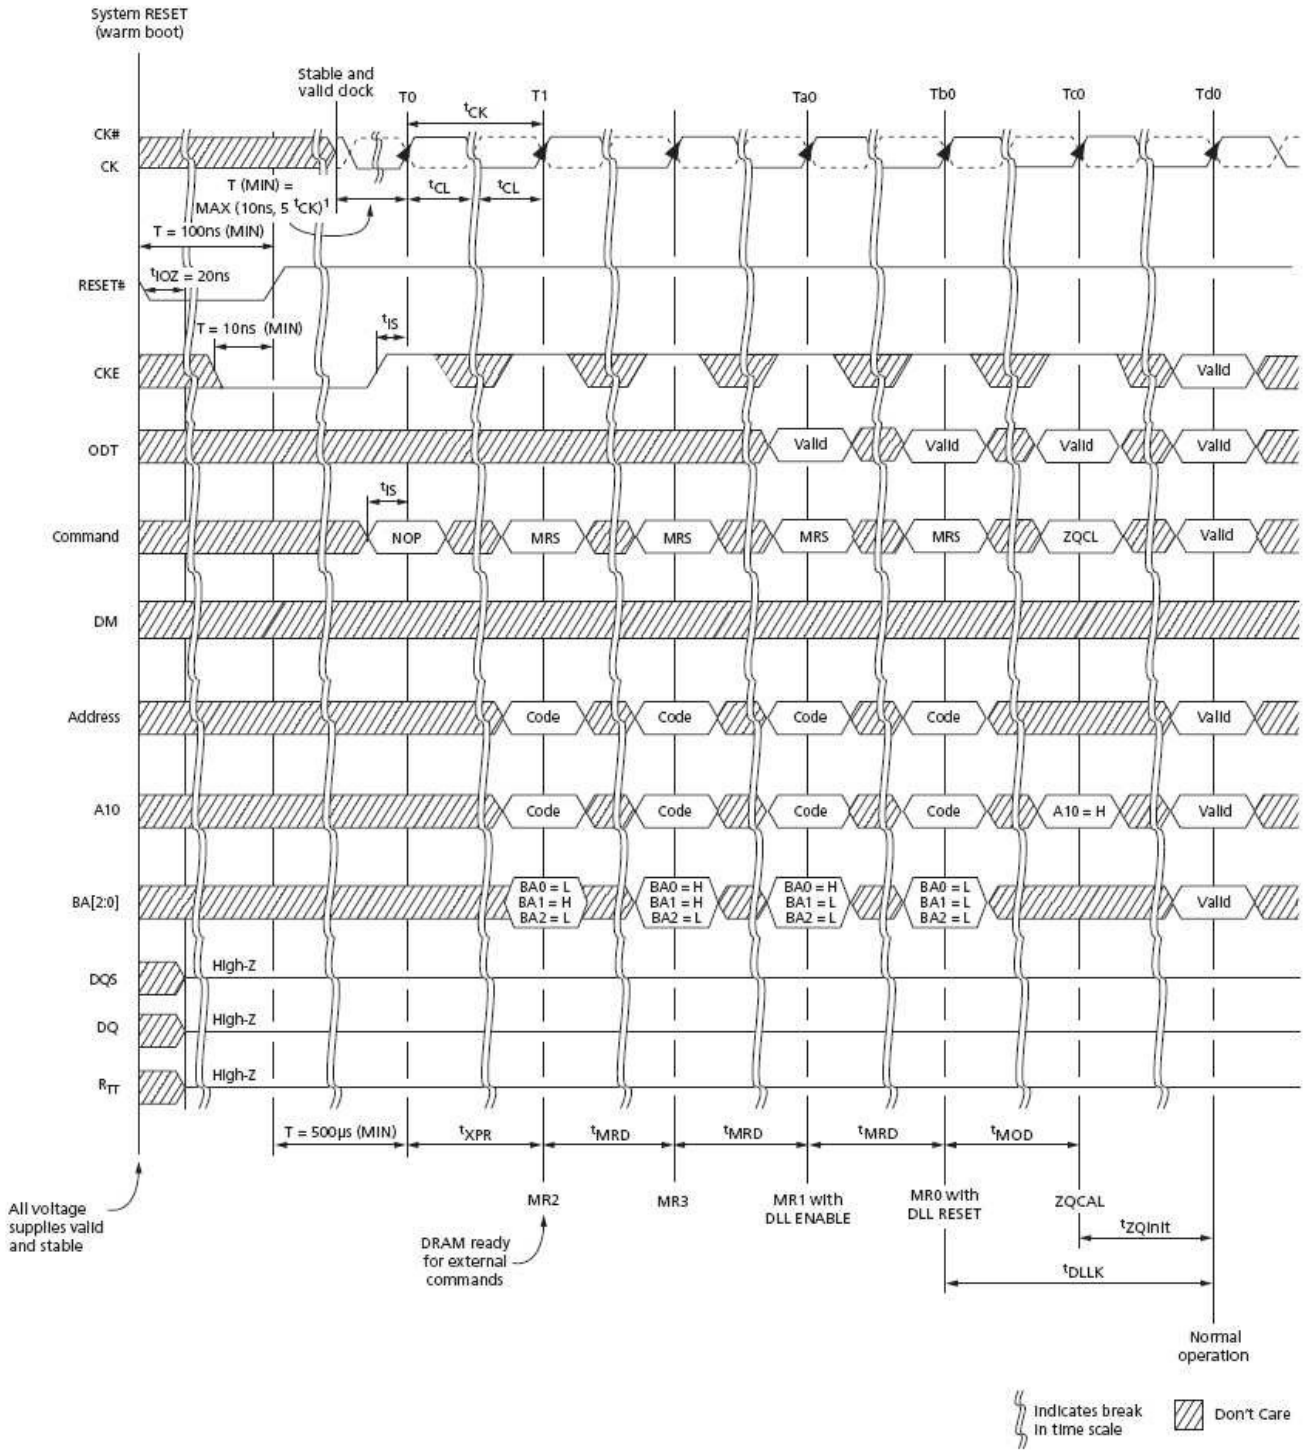 System RESET
(warm boot)
Stable and
valid clock
T0
tCK
T1
Ta0
Tb0
Tc0
Td0
CK#
CK
T (MIN) =
MAX (10ns, 5 tCK)1
tCL
tCL
T = 100ns (MIN)
tIOZ = 20ns
RESET#
T = 10ns (MIN)
tIS
CKE
Valid
ODT
Valid
Valid
Valid
Valid
tIS
Command
NOP
MRS
MRS
MRS
MRS
ZQCL
Valid
DM
Address
Code
Code
Code
Code
Valid
A10
Code
Code
Code
Code
A10 = H
Valid
BA[2:0]
BA0 = L
BA1 = H
BA2 = L
BA0 = H
BA1 = H
BA2 = L
BA0 = H
BA1 = L
BA2 = L
BA0 = L
BA1 = L
BA2 = L
Valid
DQS
High-Z
DQ
High-Z
RTT
High-Z
T = 500µs (MIN)
tXPR
tMRD
tMRD
tMRD
tMOD
All voltage
supplies valid
and stable
MR2
MR3
MR1 with
DLL ENABLE
MR0 with
DLL RESET
ZQCAL
DRAM ready
for external
commands
tZQinit
tDLLK
Normal
operation
Indicates break
in time scale
Don't Care